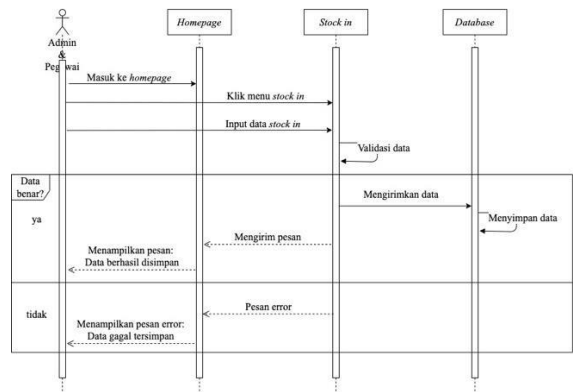 Homepage
Stock in
Database
Admin
&
Pegawai
Masuk ke homepage
Klik menu stock in
Input data stock in
Validasi data
Data
benar?
ya
Mengirimkan data
Menyimpan data
Mengirim pesan
Menampilkan pesan:
Data berhasil disimpan
tidak
Pesan error
Menampilkan pesan error:
Data gagal tersimpan